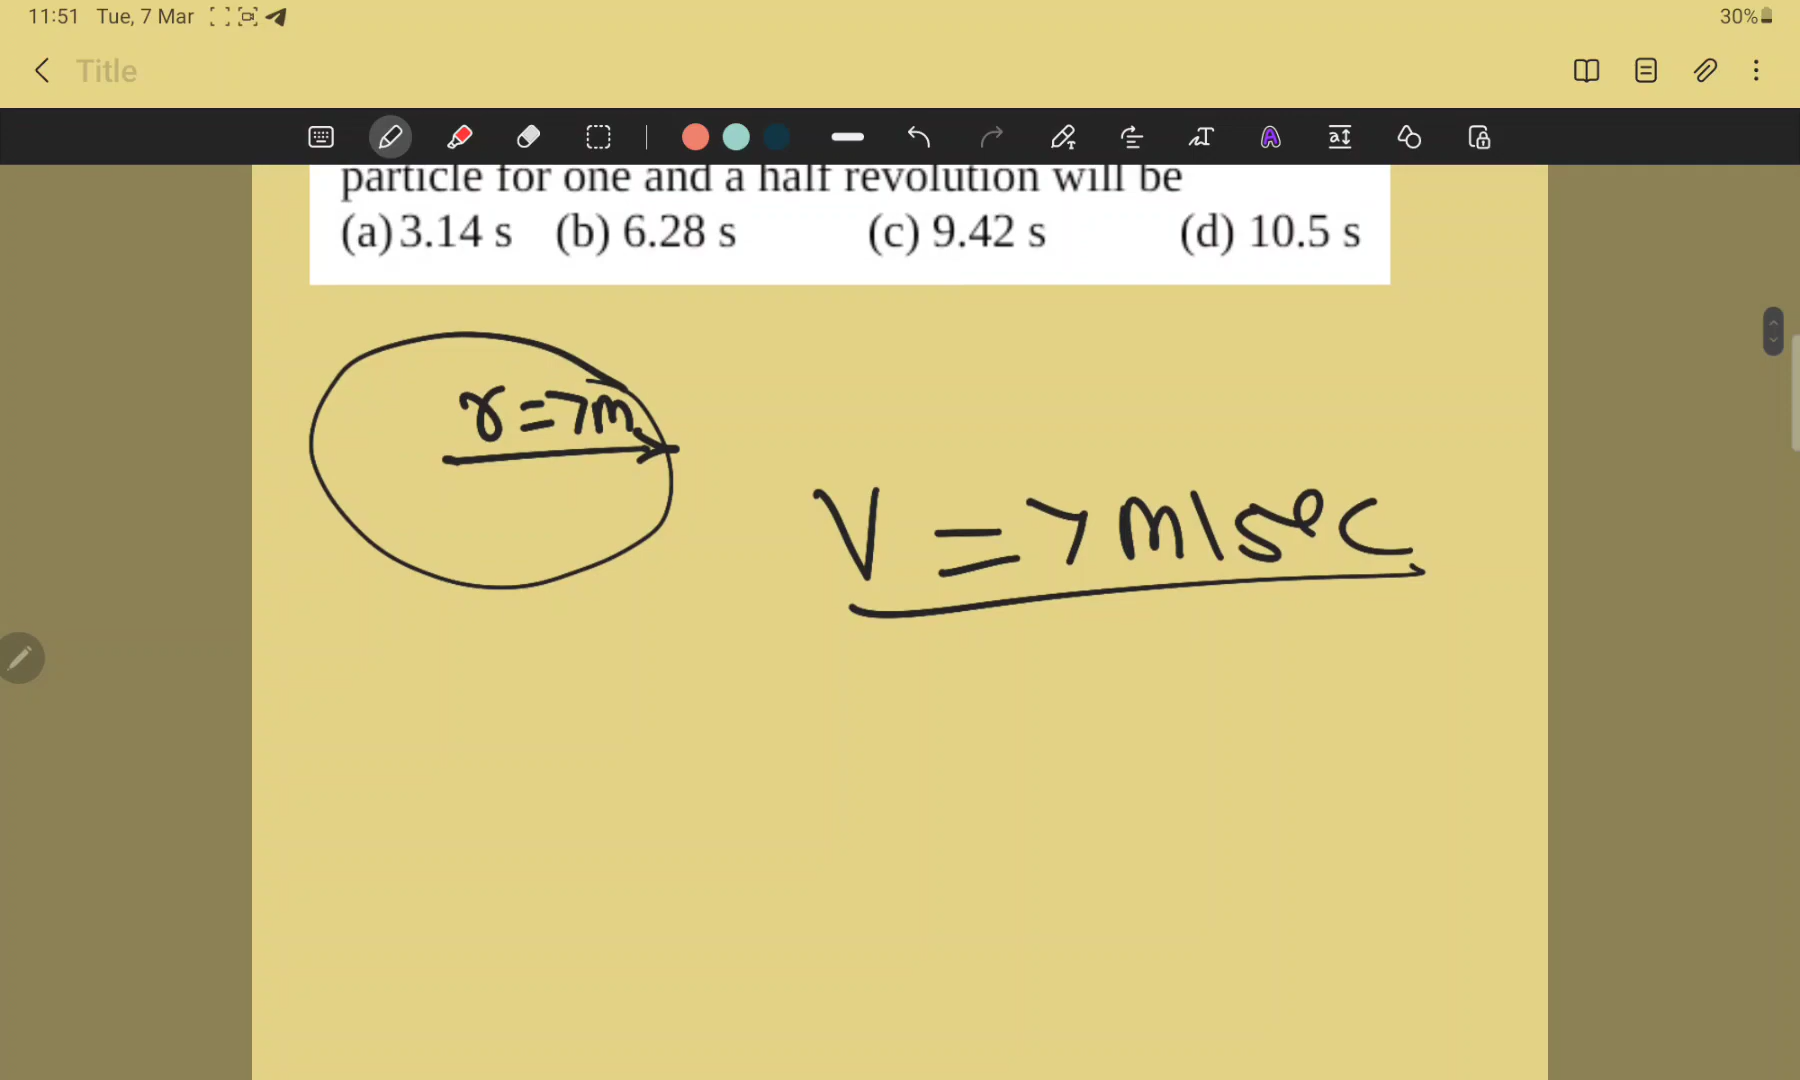 11:51 Tue, 7 Mar
30%
Title
particle for one and a half revolution will be
(a) 3.14 s (b) 6.28 s (c) 9.42 s (d) 10.5 s
r = 7m
V = 7 m\sec